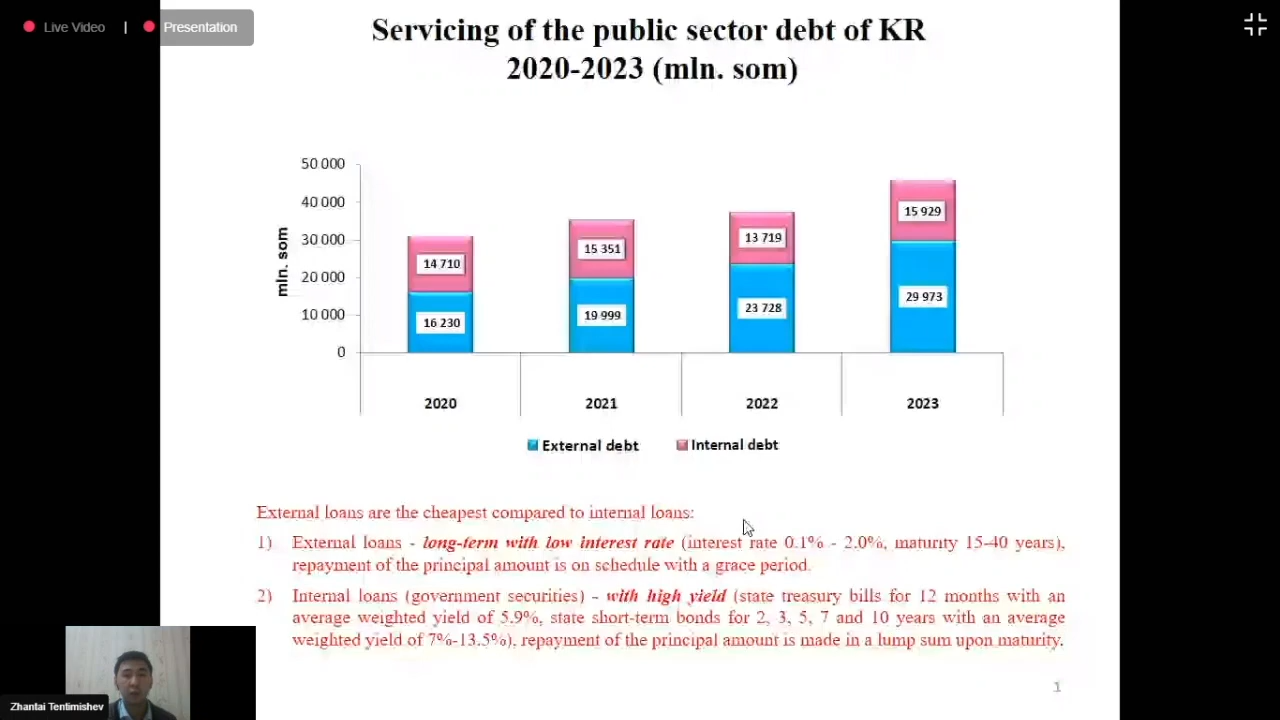 Live Video | Presentation
Servicing of the public sector debt of KR
2020-2023 (mln. som)
mln. som
50 000
40 000
30 000
20 000
10 000
0
14 710
16 230
15 351
19 999
13 719
23 728
15 929
29 973
2020 2021 2022 2023
External debt Internal debt
External loans are the cheapest compared to internal loans:
1) External loans - long-term with low interest rate (interest rate 0.1% - 2.0%, maturity 15-40 years),
repayment of the principal amount is on schedule with a grace period.
2) Internal loans (government securities) - with high yield (state treasury bills for 12 months with an
average weighted yield of 5.9%, state short-term bonds for 2, 3, 5, 7 and 10 years with an average
weighted yield of 7%-13.5%), repayment of the principal amount is made in a lump sum upon maturity.
1
Zhantai Tentimishev